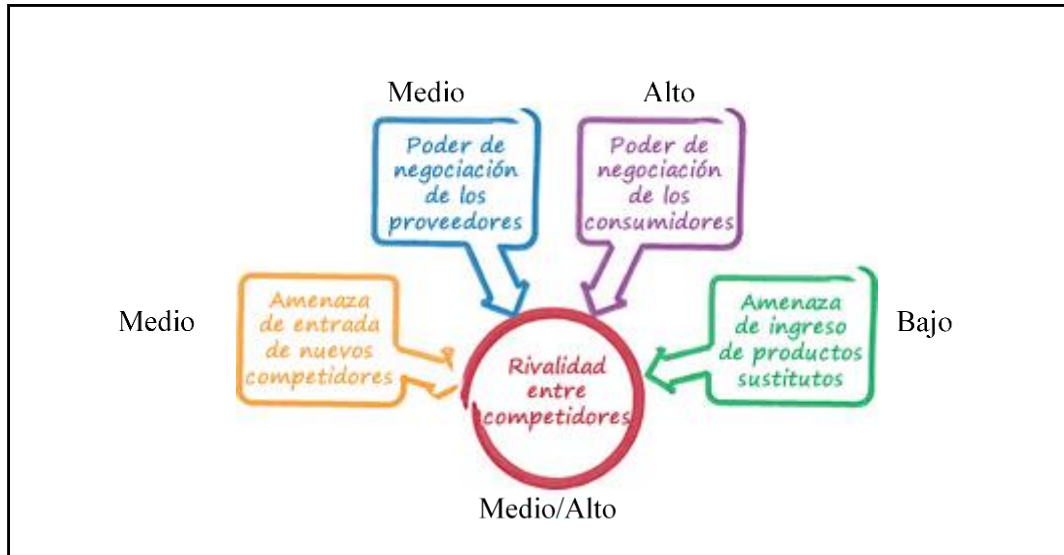 Medio
Alto
Poder de
negociación
de los
proveedores
Poder de
negociación
de los
consumidores
Medio
Amenaza
de entrada
de nuevos
competidores
Amenaza
de ingreso
de productos
sustitutos
Bajo
Rivalidad
entre
competidores
Medio/Alto